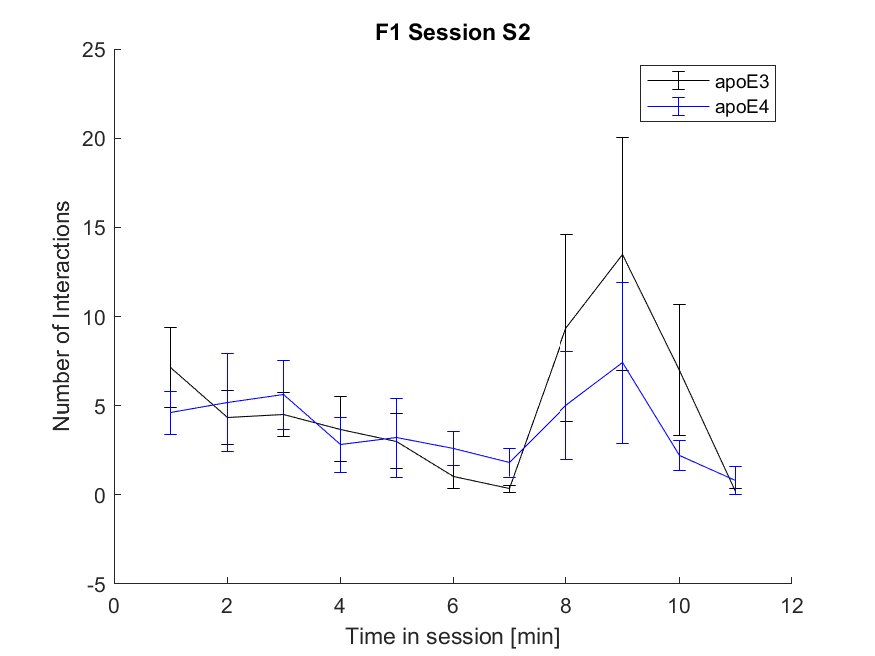 F1 Session S2
apoE3
apoE4
25
20
15
10
5
0
-5
Number of Interactions
0 2 4 6 8 10 12
Time in session [min]